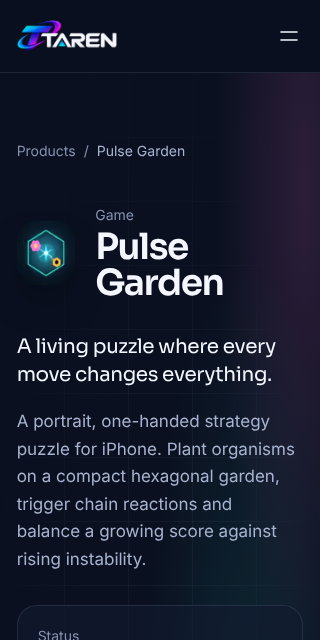 TAREN
Products / Pulse Garden
Game
Pulse
Garden
A living puzzle where every
move changes everything.
A portrait, one-handed strategy
puzzle for iPhone. Plant organisms
on a compact hexagonal garden,
trigger chain reactions and
balance a growing score against
rising instability.
Status